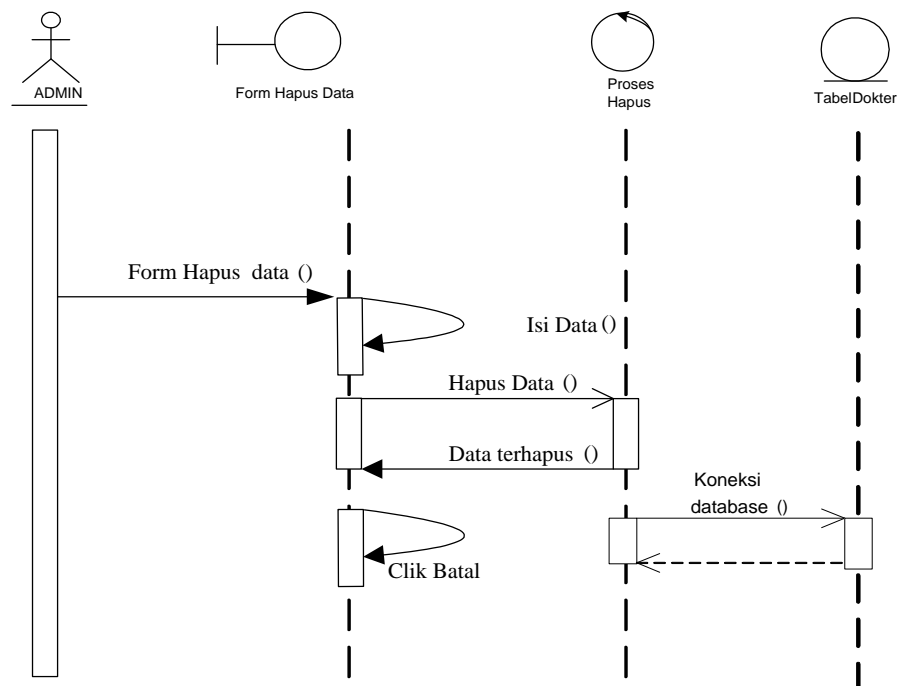 ADMIN
Form Hapus Data
Proses
Hapus
TabelDokter
Form Hapus data ()
Isi Data ()
Hapus Data ()
Data terhapus ()
Koneksi
database ()
Clik Batal